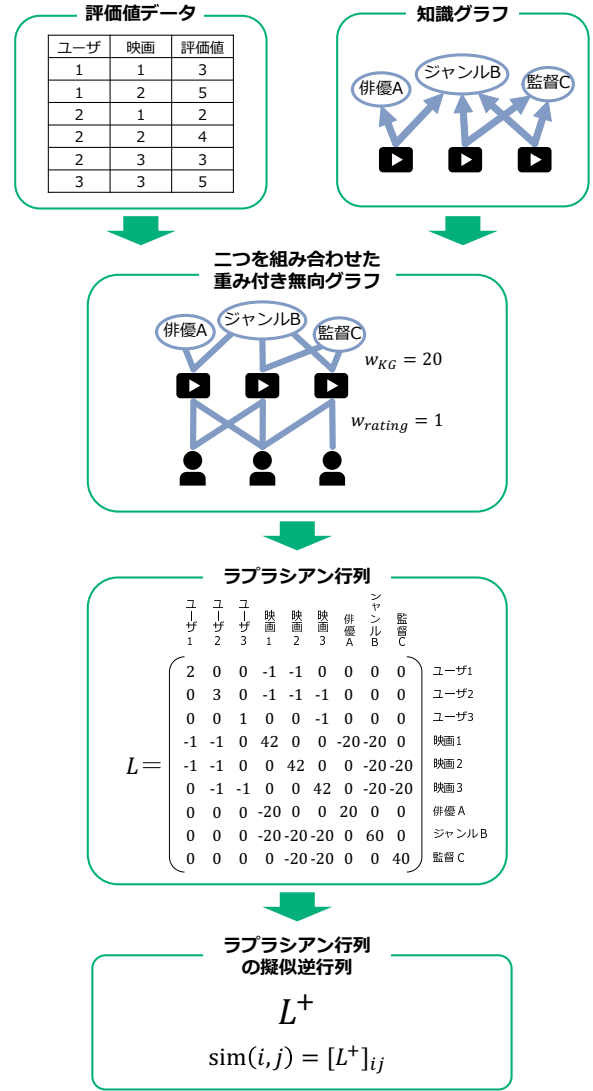 評価値データ
ユーザ 映画 評価値
1 1 3
1 2 5
2 1 2
2 2 4
2 3 3
3 3 5
知識グラフ
俳優A ジャンルB 監督C
二つを組み合わせた
重み付き無向グラフ
俳優A ジャンルB 監督C
w_{KG} = 20
w_{rating} = 1
ラプラシアン行列
ユーザ1 ユーザ2 ユーザ3 映画1 映画2 映画3 俳優A ジャンルB 監督C
2 0 0 -1 -1 0 0 0 0 ユーザ1
0 3 0 -1 -1 -1 0 0 0 ユーザ2
0 0 1 0 0 -1 0 0 0 ユーザ3
-1 -1 0 42 0 0 -20 -20 0 映画1
L= -1 -1 0 0 42 0 0 -20 -20 映画2
0 -1 -1 0 0 42 0 -20 -20 映画3
0 0 0 -20 0 0 20 0 0 俳優A
0 0 0 -20 -20 -20 0 60 0 ジャンルB
0 0 0 0 -20 -20 0 0 40 監督C
ラプラシアン行列
の擬似逆行列
L⁺
sim(i, j) = [L⁺]_{ij}